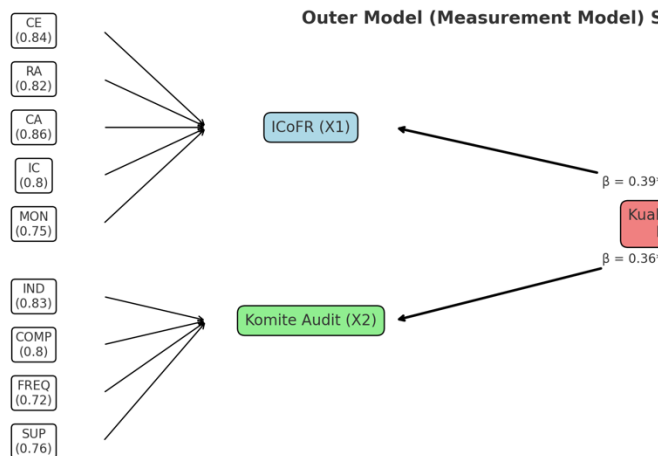 Outer Model (Measurement Model) S
CE
(0.84)
RA
(0.82)
CA
(0.86)
IC
(0.8)
MON
(0.75)
IND
(0.83)
COMP
(0.8)
FREQ
(0.72)
SUP
(0.76)
ICoFR (X1)
Komite Audit (X2)
β = 0.39*
Kual
β = 0.36*